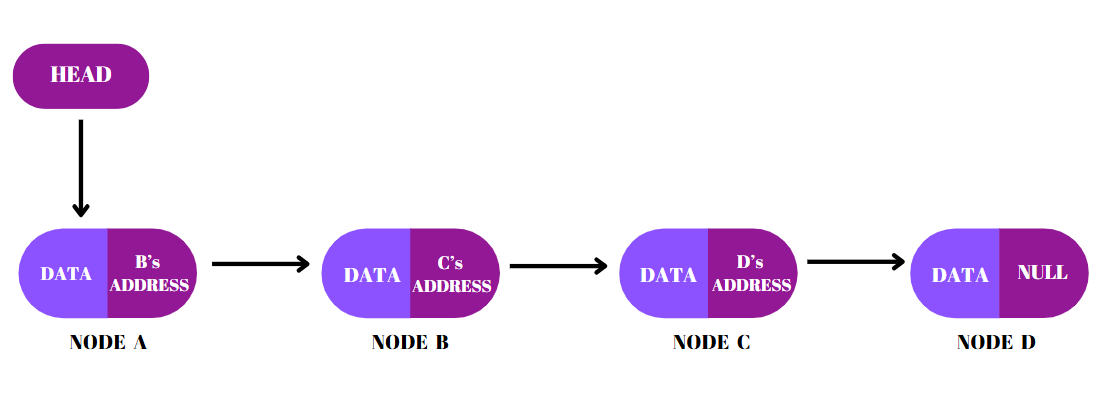 HEAD
DATA
B's
ADDRESS
DATA
C's
ADDRESS
DATA
D's
ADDRESS
DATA
NULL
NODE A
NODE B
NODE C
NODE D